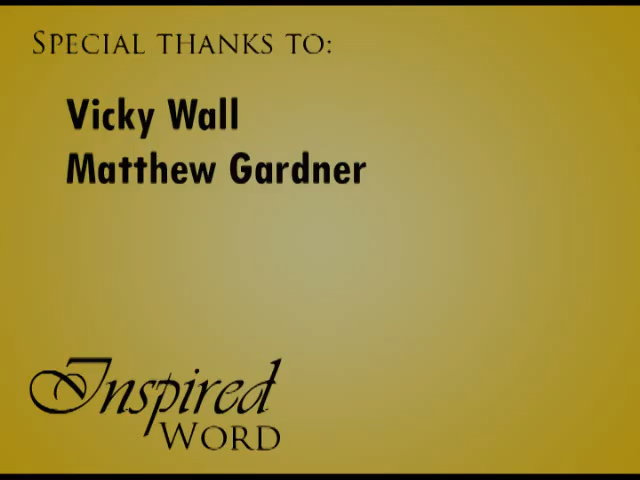 Special thanks to:
Vicky Wall
Matthew Gardner
Inspired
Word